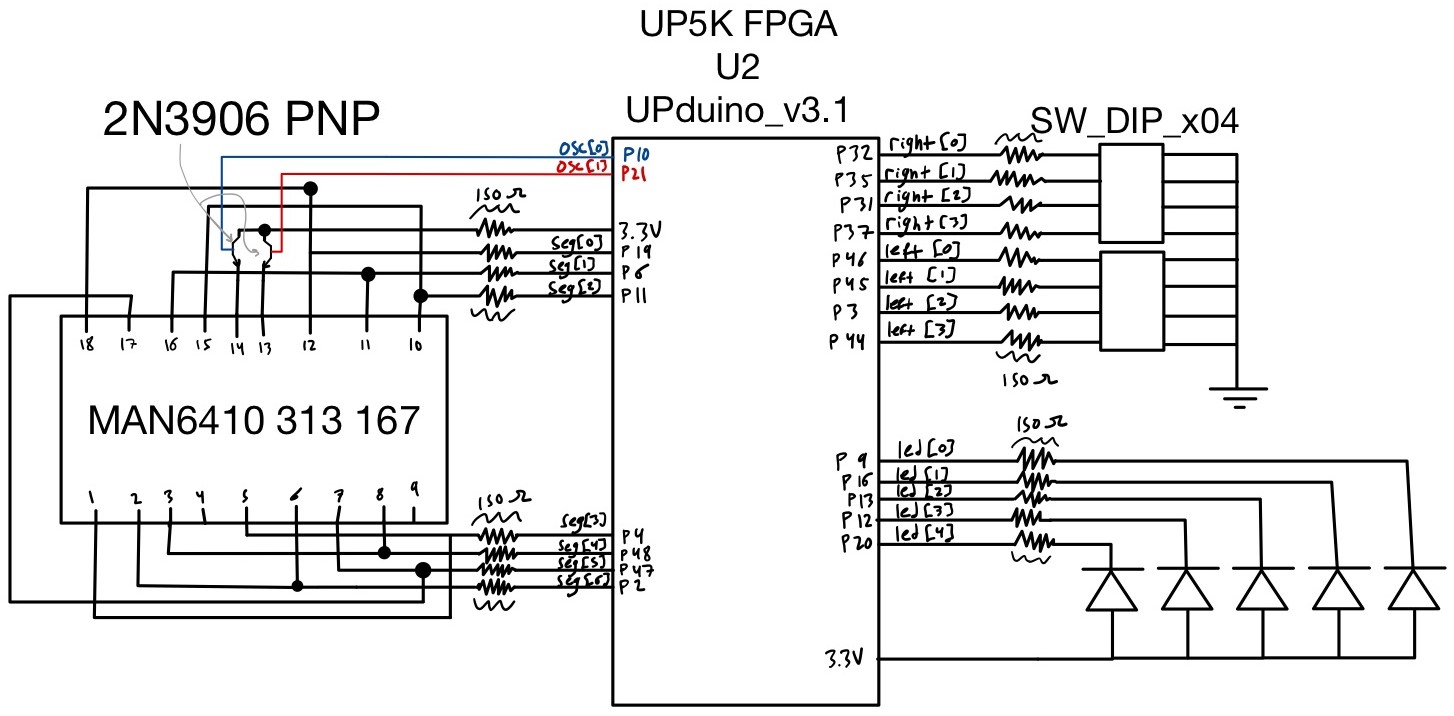 UP5K FPGA
U2
UPduino_v3.1
2N3906 PNP
SW_DIP_x04
osc[0] P10
osc[1] P21
150 Ω
3.3V
seg[0] P19
seg[1] P6
seg[2] P11
18 17 16 15 14 13 12 11 10
MAN6410 313 167
1 2 3 4 5 6 7 8 9
150 Ω
seg[3] P4
seg[4] P48
seg[5] P47
seg[6] P2
P32 right[0]
P35 right [1]
P31 right [2]
P37 right [3]
P46 left [0]
P45 left [1]
P3 left [2]
P44 left [3]
150 Ω
150 Ω
P9 led[0]
P16 led[1]
P13 led[2]
P12 led[3]
P20 led[4]
3.3V